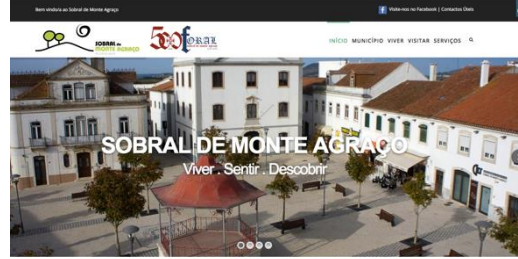 Bem vindo/a ao Sobral de Monte Agraço
Visite-nos no Facebook | Contactos Úteis
SOBRAL DE
MONTE AGRAÇO
500 FORAL
INÍCIO MUNICÍPIO VIVER VISITAR SERVIÇOS
SOBRAL DE MONTE AGRAÇO
Viver . Sentir . Descobrir